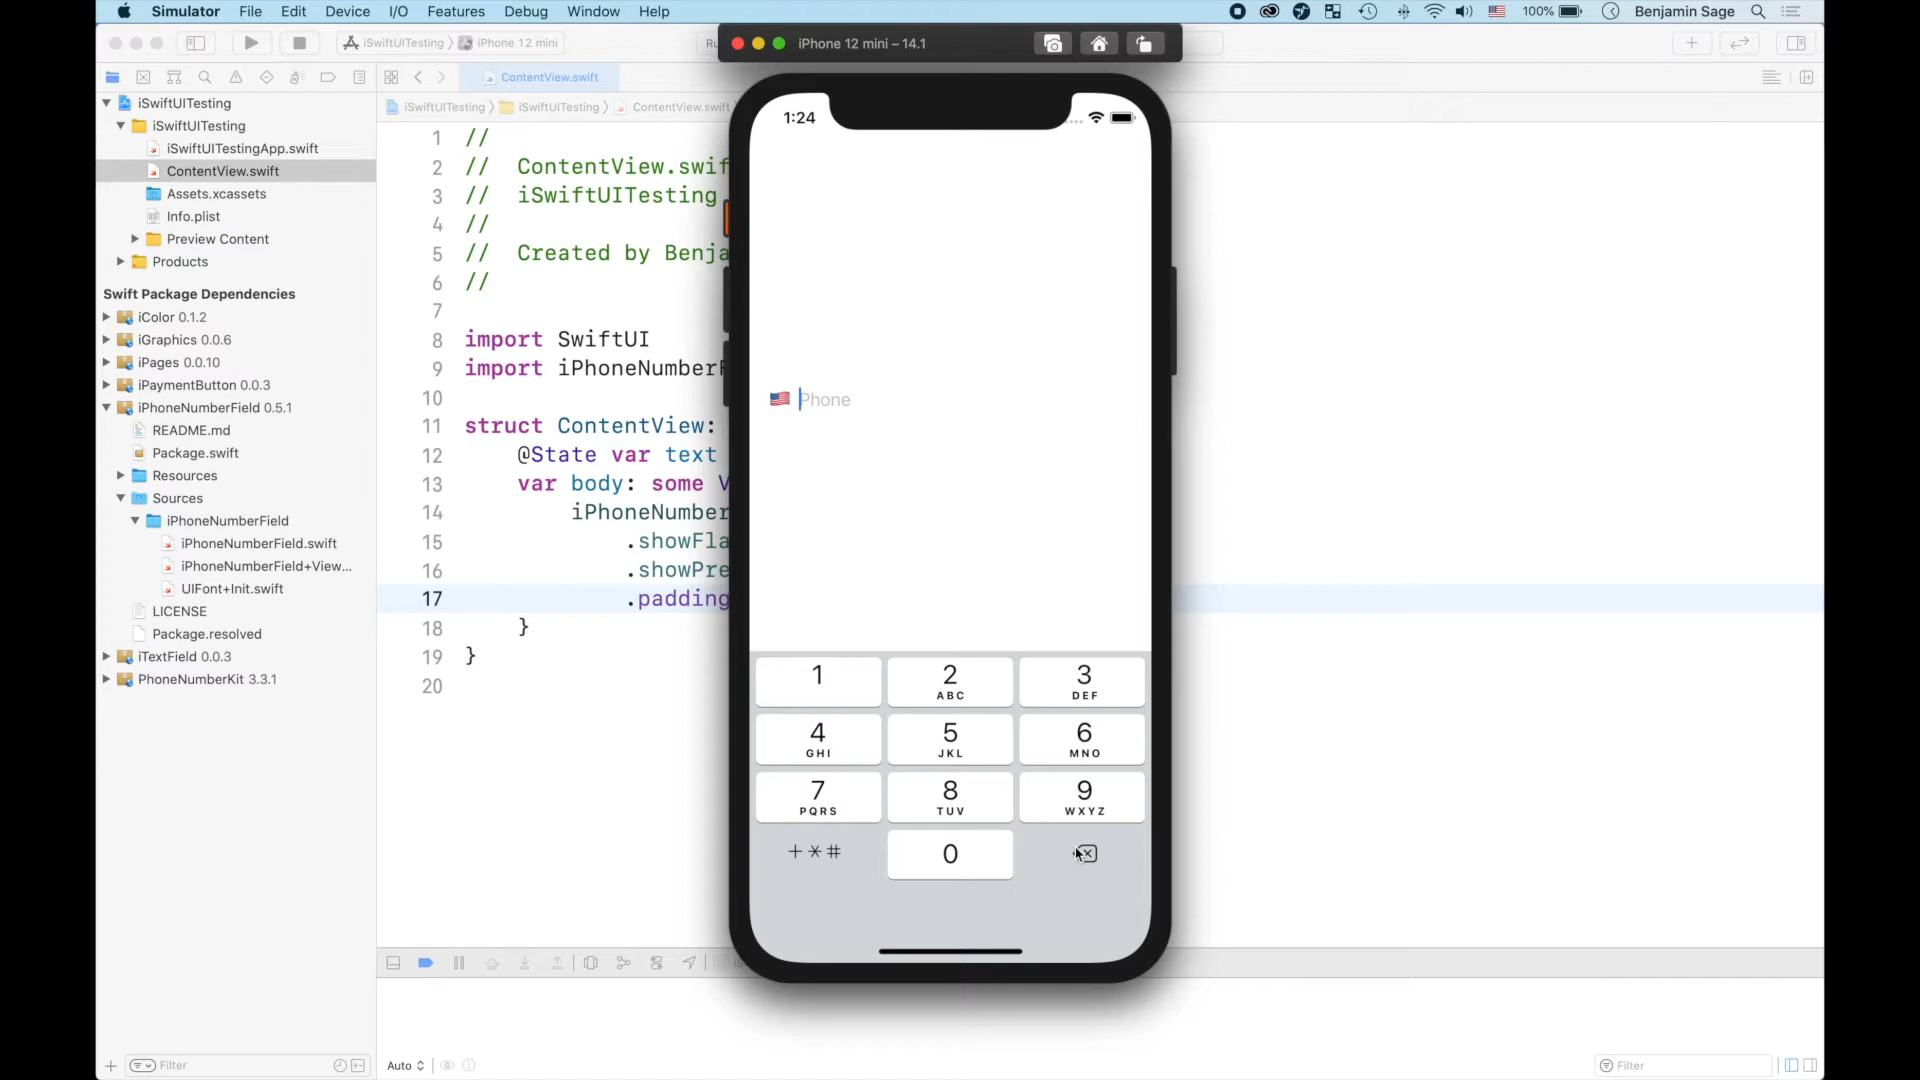 Simulator File Edit Device I/O Features Debug Window Help 100% Benjamin Sage
iSwiftUITesting iPhone 12 mini Ru
iPhone 12 mini – 14.1
ContentView.swift
iSwiftUITesting iSwiftUITesting ContentView.swift
iSwiftUITesting
iSwiftUITesting
iSwiftUITestingApp.swift
ContentView.swift
Assets.xcassets
Info.plist
Preview Content
Products
Swift Package Dependencies
iColor 0.1.2
iGraphics 0.0.6
iPages 0.0.10
iPaymentButton 0.0.3
iPhoneNumberField 0.5.1
README.md
Package.swift
Resources
Sources
iPhoneNumberField
iPhoneNumberField.swift
iPhoneNumberField+View...
UIFont+Init.swift
LICENSE
Package.resolved
iTextField 0.0.3
PhoneNumberKit 3.3.1
Filter
1 //
2 // ContentView.swif
3 // iSwiftUITesting
4 //
5 // Created by Benja
6 //
7
8 import SwiftUI
9 import iPhoneNumberF
10
11 struct ContentView:
12 @State var text
13 var body: some V
14 iPhoneNumber
15 .showFla
16 .showPre
17 .padding
18 }
19 }
20
1:24
Phone
1
2 ABC
3 DEF
4 GHI
5 JKL
6 MNO
7 PQRS
8 TUV
9 WXYZ
+*#
0
Auto
Filter